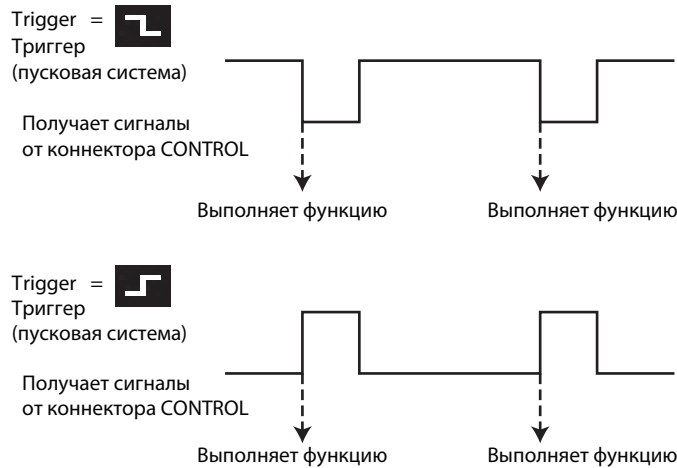 Trigger =
Триггер
(пусковая система)
Получает сигналы
от коннектора CONTROL
Выполняет функцию Выполняет функцию
Trigger =
Триггер
(пусковая система)
Получает сигналы
от коннектора CONTROL
Выполняет функцию Выполняет функцию